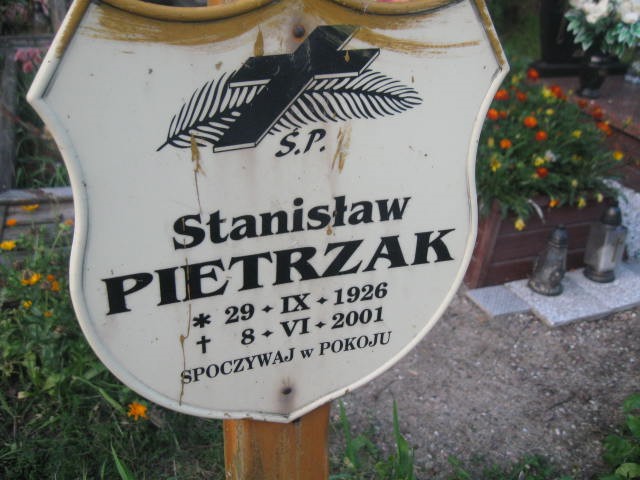 Ś.P.
Stanisław
PIETRZAK
* 29 + IX + 1926
† 8 + VI + 2001
SPOCZYWAJ w POKOJU